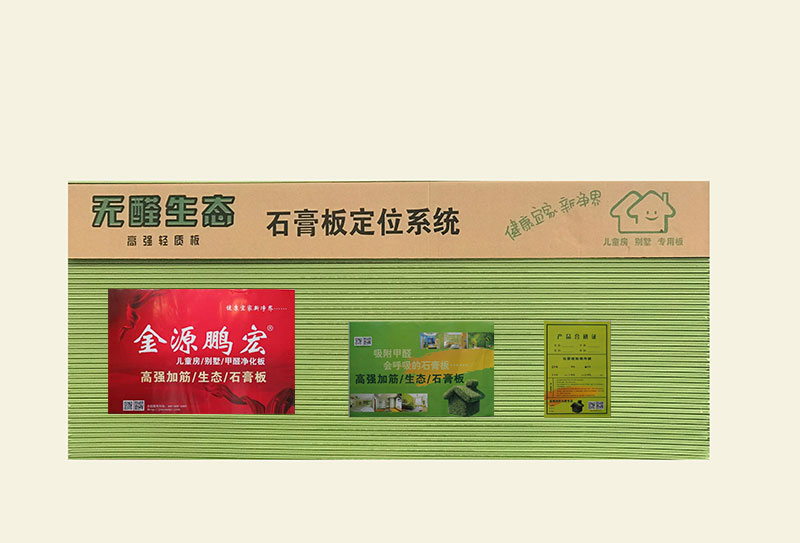 无醛生态
高强轻质板
石膏板定位系统
健康宜家 新净界
儿童房 别墅 专用板
健康宜家新净界······
金源鹏宏®
儿童房/别墅/甲醛净化板
高强加筋/生态/石膏板
吸附甲醛
会呼吸的石膏板······
高强加筋/生态/石膏板
产品合格证